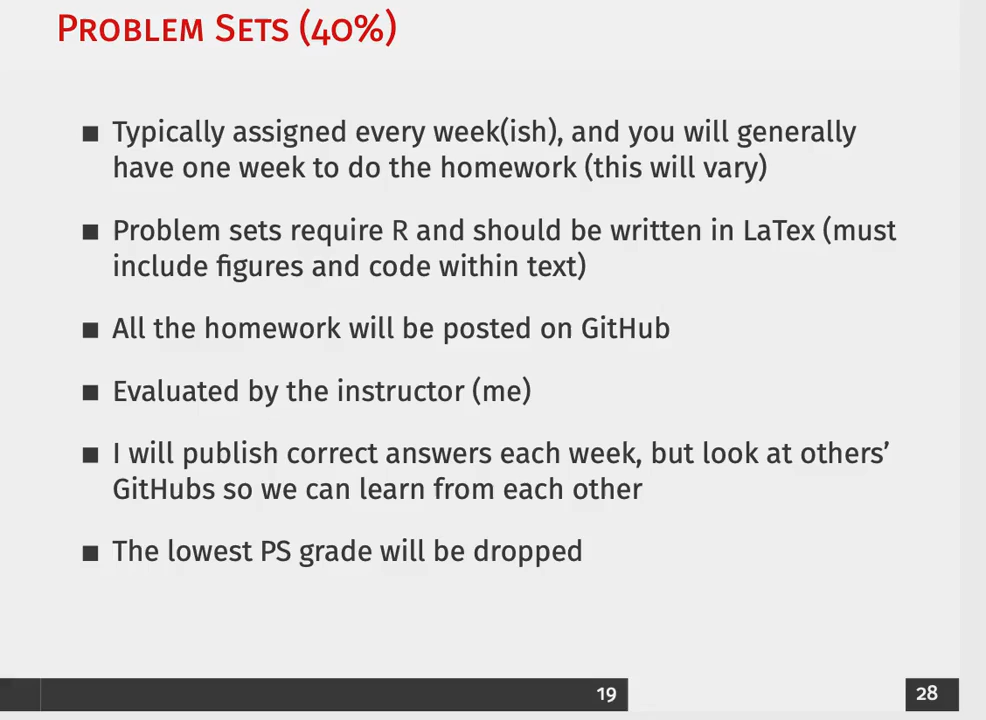 Problem Sets (40%)
■ Typically assigned every week(ish), and you will generally
have one week to do the homework (this will vary)
■ Problem sets require R and should be written in LaTex (must
include figures and code within text)
■ All the homework will be posted on GitHub
■ Evaluated by the instructor (me)
■ I will publish correct answers each week, but look at others’
GitHubs so we can learn from each other
■ The lowest PS grade will be dropped
19 28